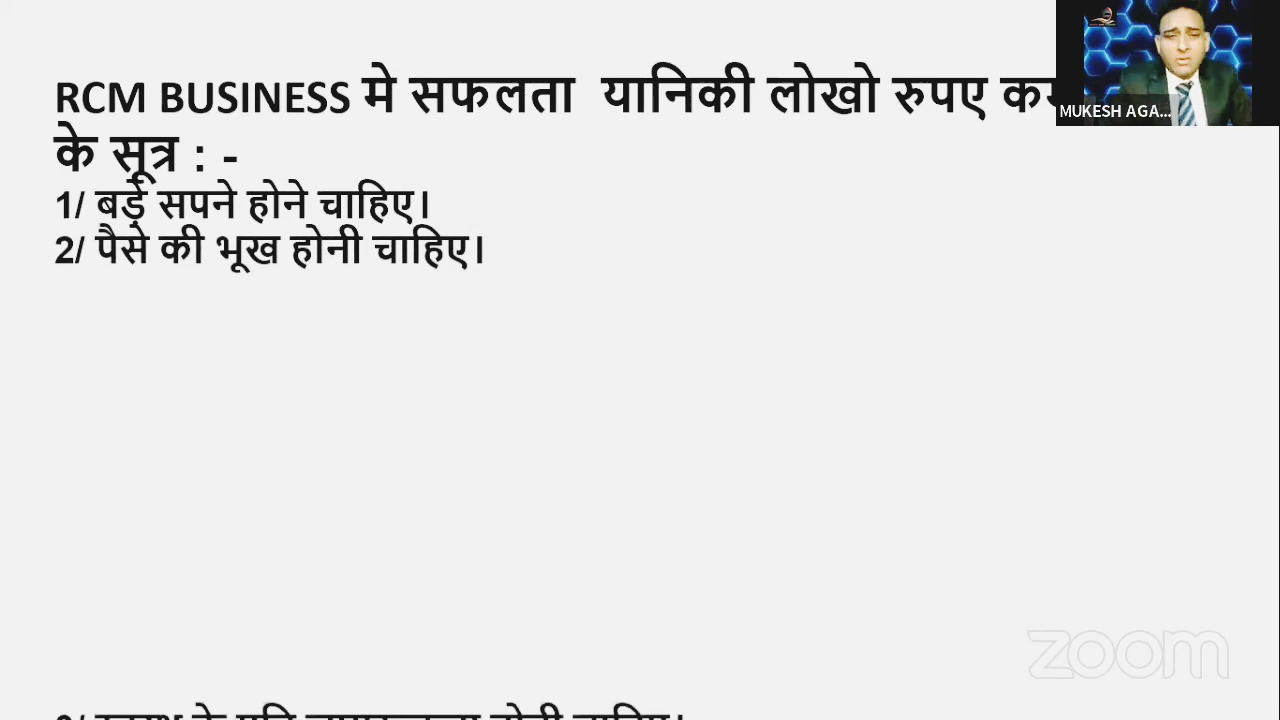 RCM BUSINESS मे सफलता यानिकी लोखो रुपए
के सूत्र : -
1/ बड़े सपने होने चाहिए।
2/ पैसे की भूख होनी चाहिए।
MUKESH AGA...
zoom